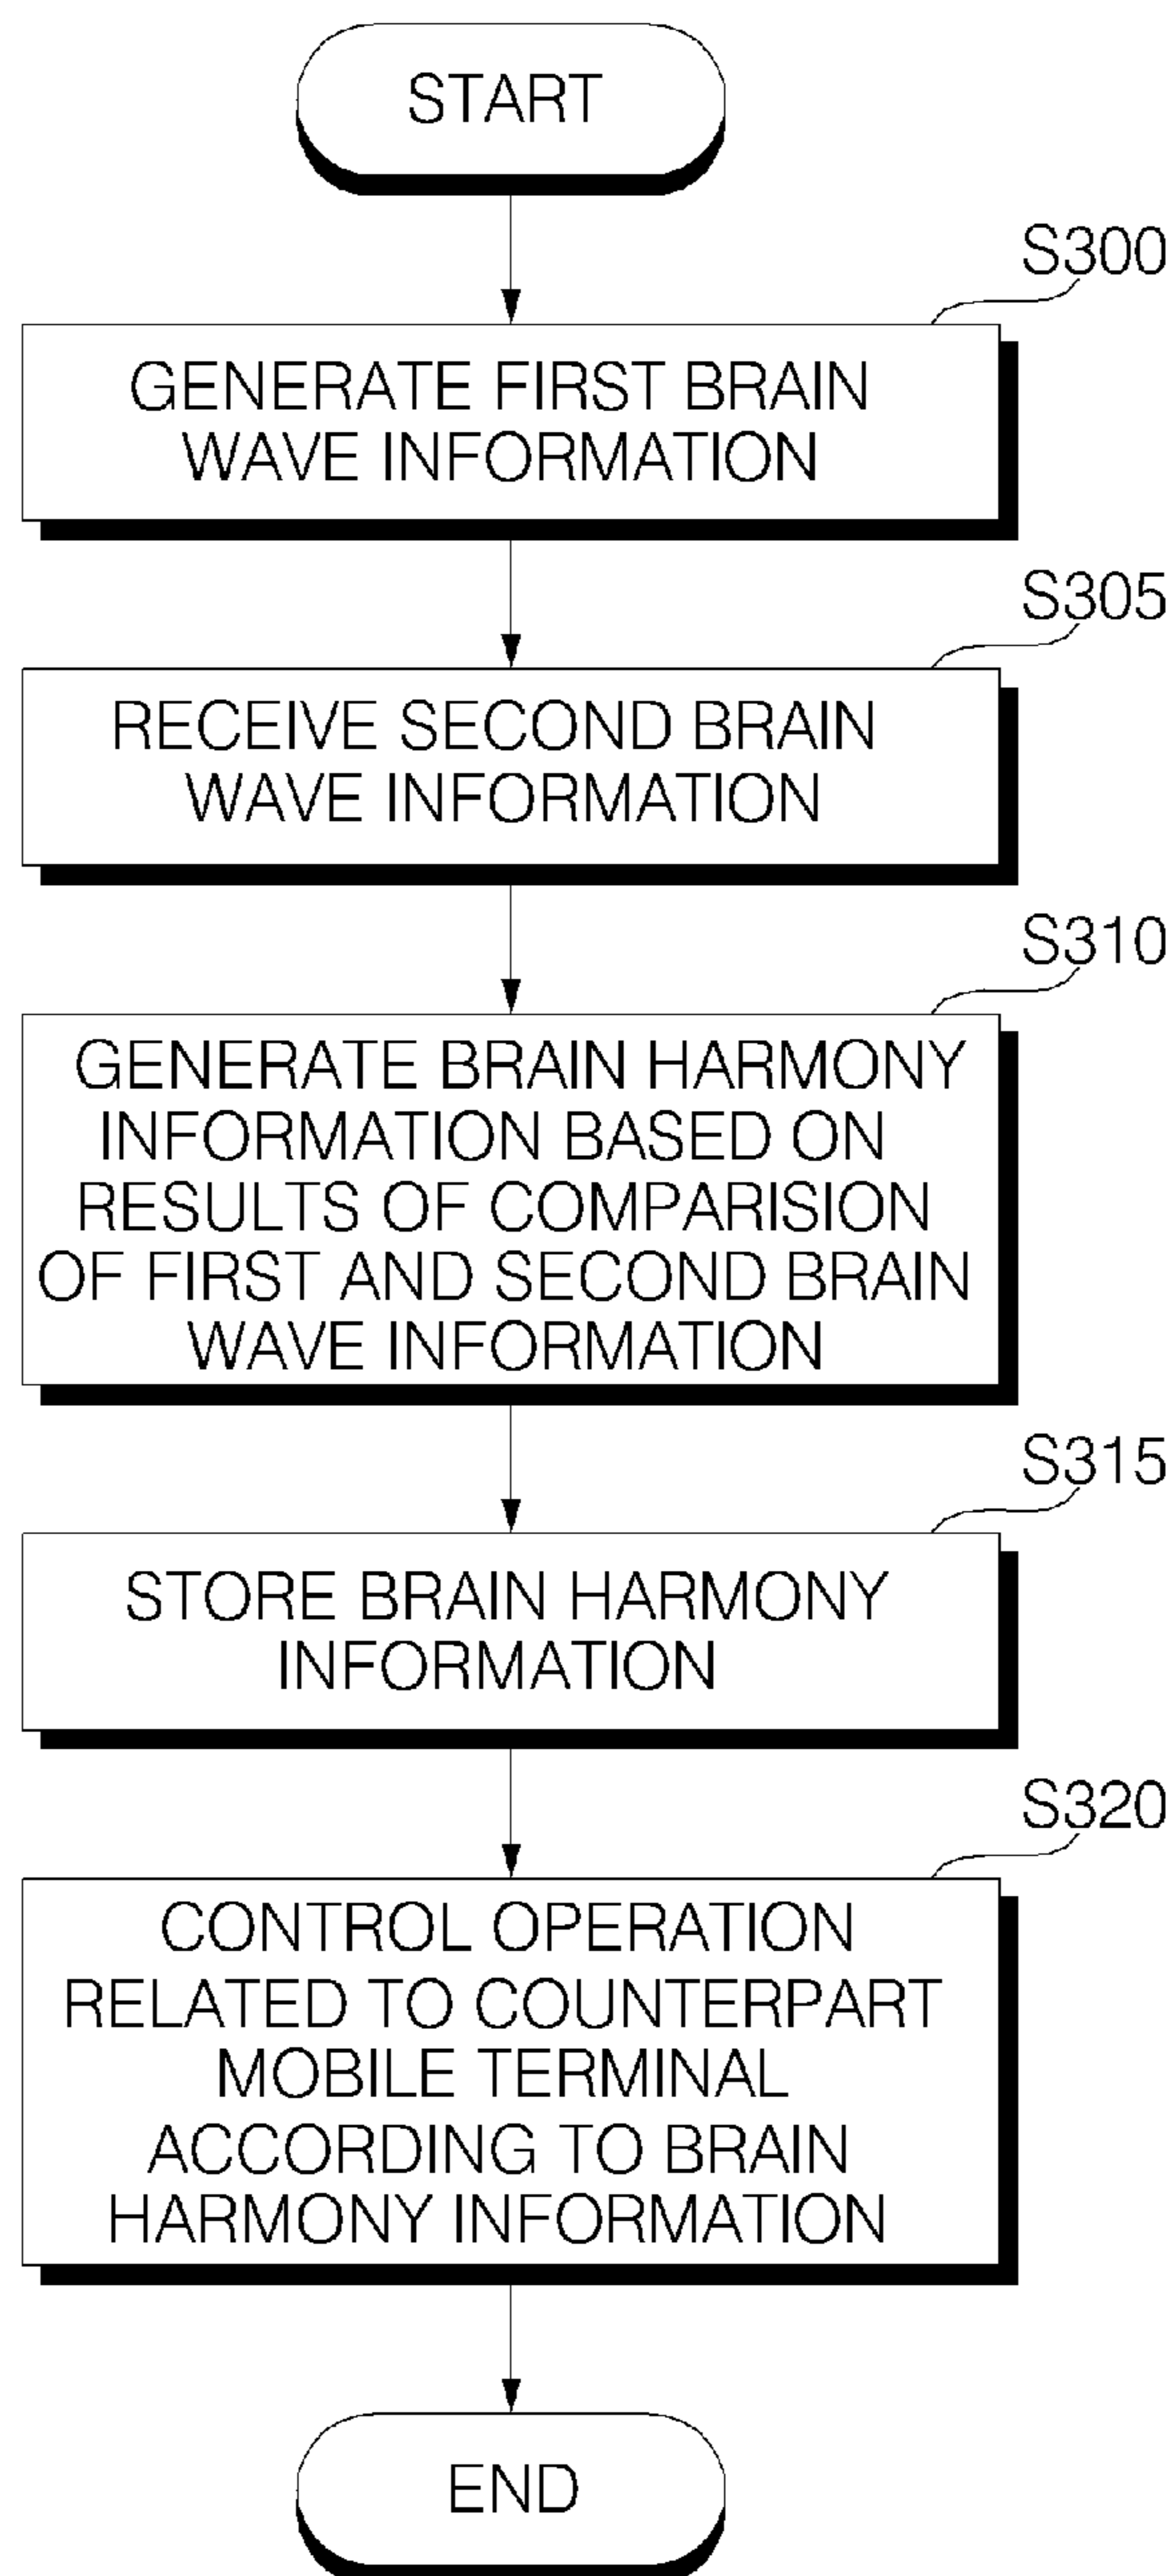 START
S300
GENERATE FIRST BRAIN
WAVE INFORMATION
S305
RECEIVE SECOND BRAIN
WAVE INFORMATION
S310
GENERATE BRAIN HARMONY
INFORMATION BASED ON
RESULTS OF COMPARISION
OF FIRST AND SECOND BRAIN
WAVE INFORMATION
S315
STORE BRAIN HARMONY
INFORMATION
S320
CONTROL OPERATION
RELATED TO COUNTERPART
MOBILE TERMINAL
ACCORDING TO BRAIN
HARMONY INFORMATION
END